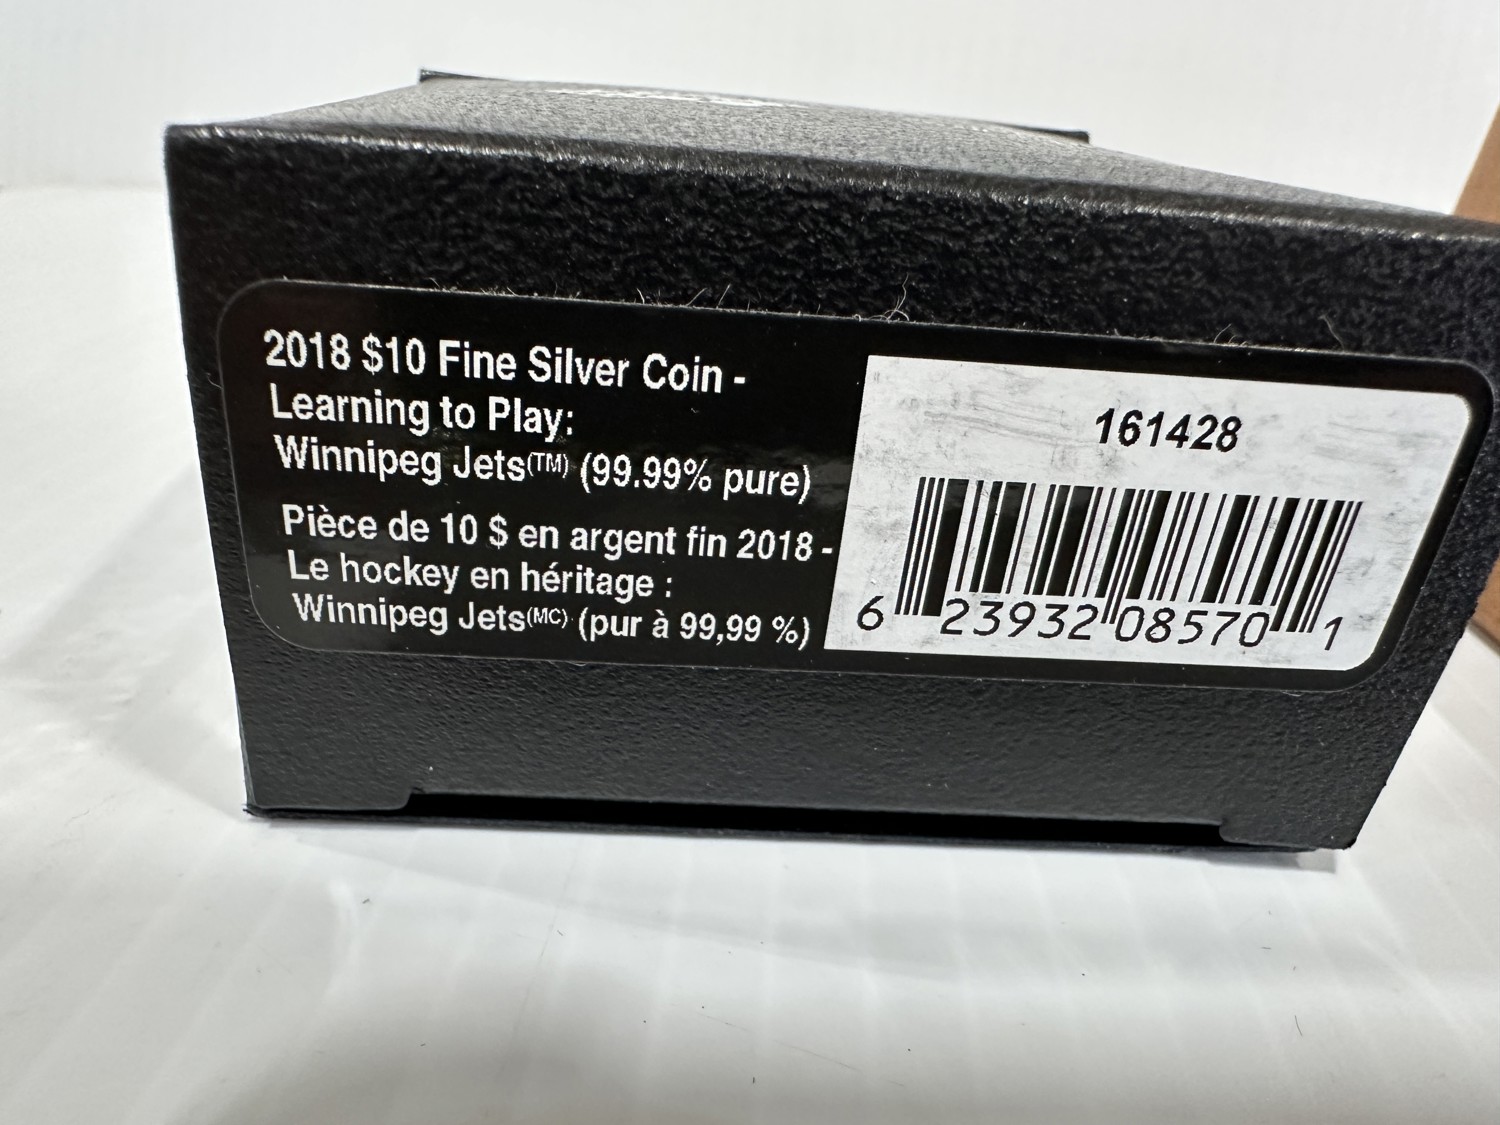 2018 $10 Fine Silver Coin -
Learning to Play:
Winnipeg Jets(TM) (99.99% pure)
Pièce de 10 $ en argent fin 2018 -
Le hockey en héritage :
Winnipeg Jets(MC) (pur à 99,99 %)
161428
6 23932 08570 1